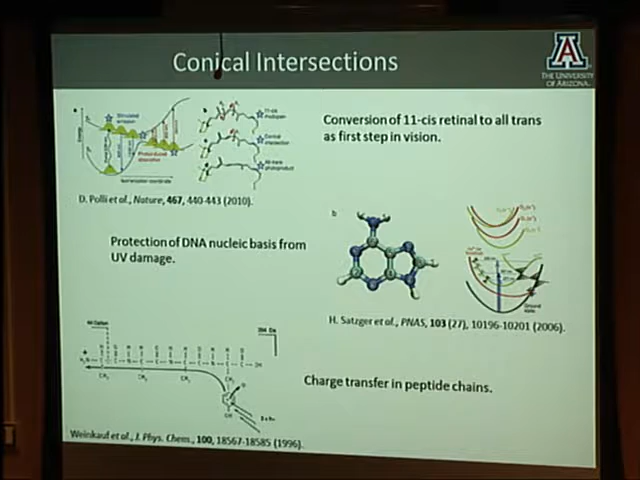 Conical Intersections
THE UNIVERSITY
OF ARIZONA.
Conversion of 11-cis retinal to all trans
as first step in vision.
D. Polli et al., Nature, 467, 440-443 (2010).
Protection of DNA nucleic basis from
UV damage.
b
H. Satzger et al., PNAS, 103 (27), 10196-10201 (2006).
Charge transfer in peptide chains.
Weinkauf et al., J. Phys. Chem., 100, 18567-18585 (1996).